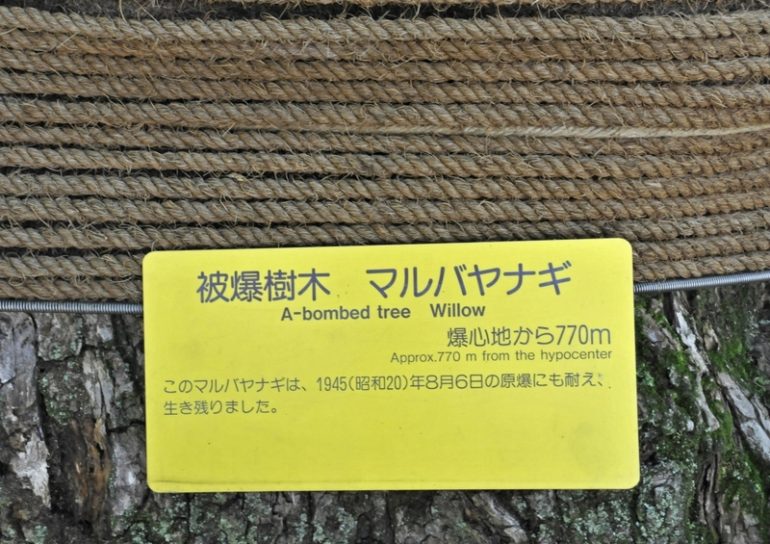 被爆樹木　マルバヤナギ
A-bombed tree　Willow
爆心地から770m
Approx.770 m from the hypocenter
このマルバヤナギは、1945(昭和20)年8月6日の原爆にも耐え、
生き残りました。